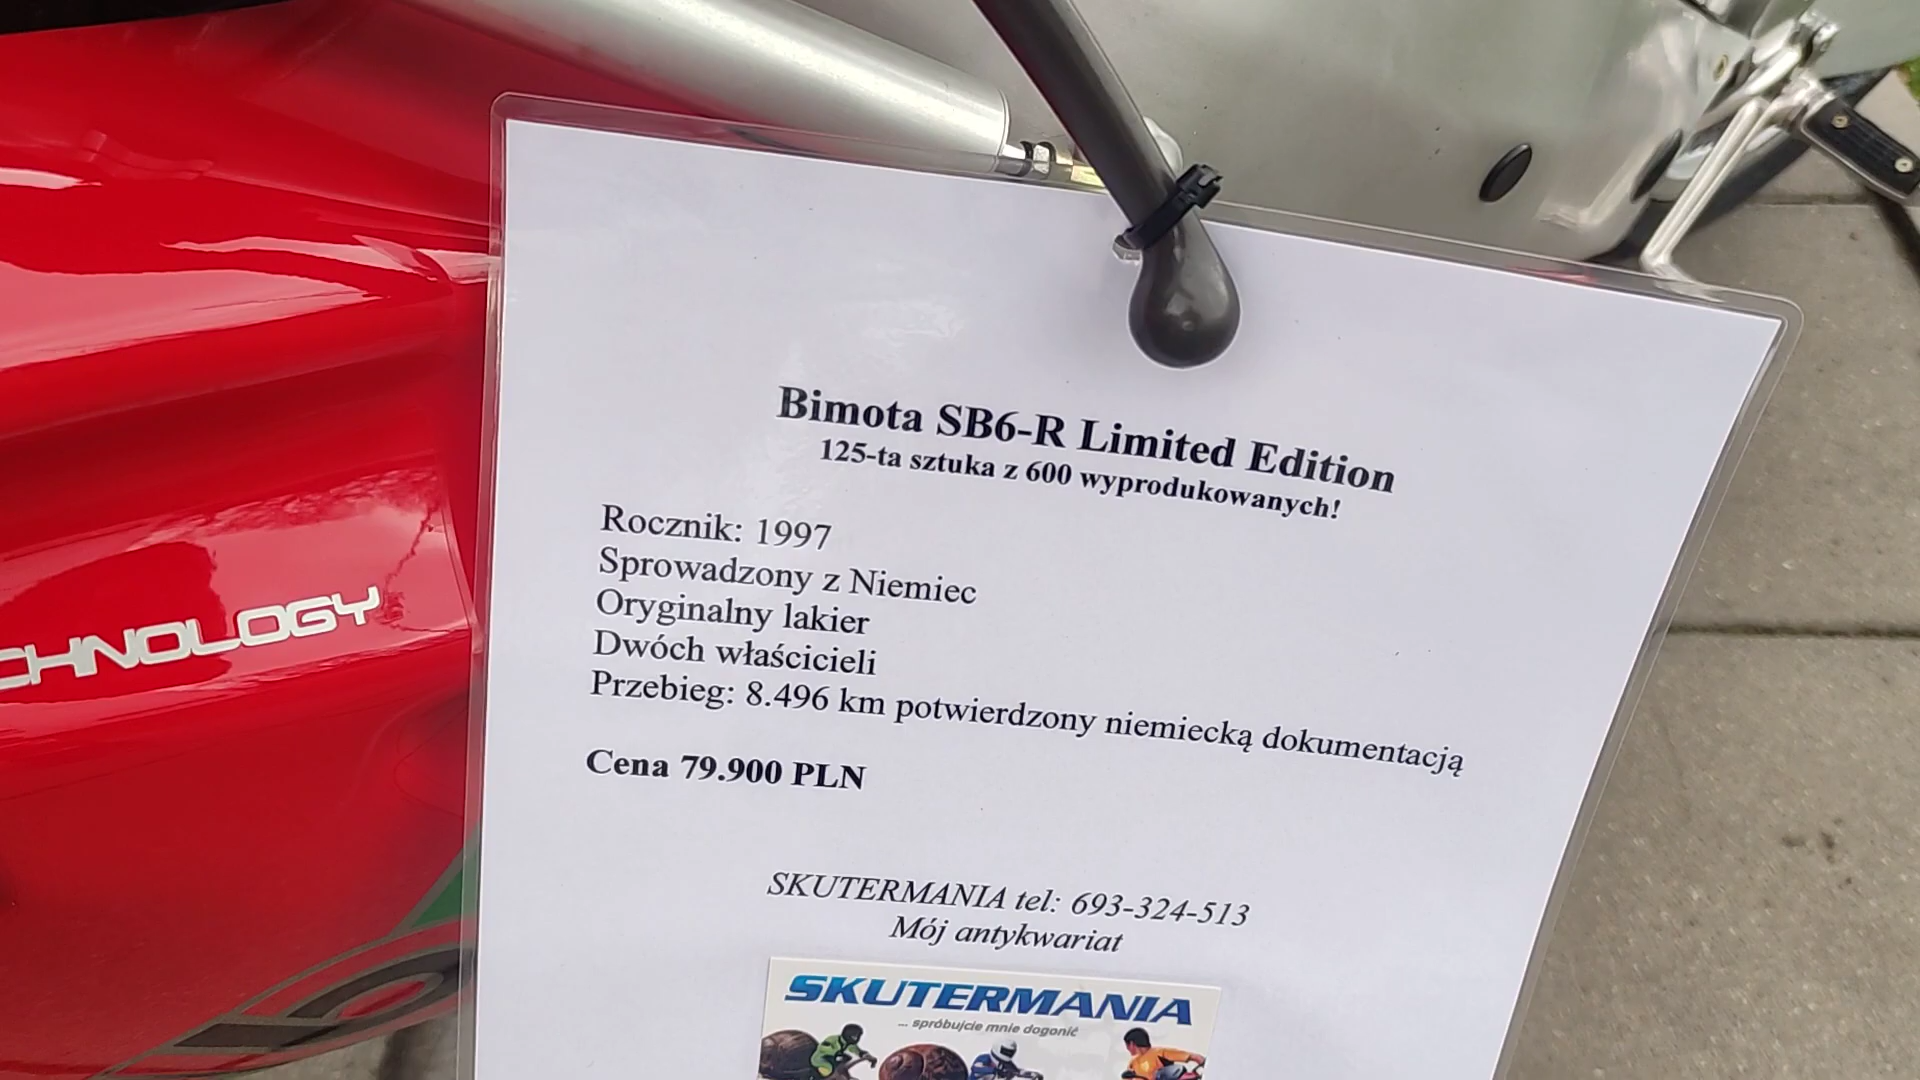 Bimota SB6-R Limited Edition
125-ta sztuka z 600 wyprodukowanych!
Rocznik: 1997
Sprowadzony z Niemiec
Oryginalny lakier
Dwóch właścicieli
Przebieg: 8.496 km potwierdzony niemiecką dokumentacją
Cena 79.900 PLN
SKUTERMANIA tel: 693-324-513
Mój antykwariat
SKUTERMANIA
... spróbujcie mnie dogonić
CHNOLOGY